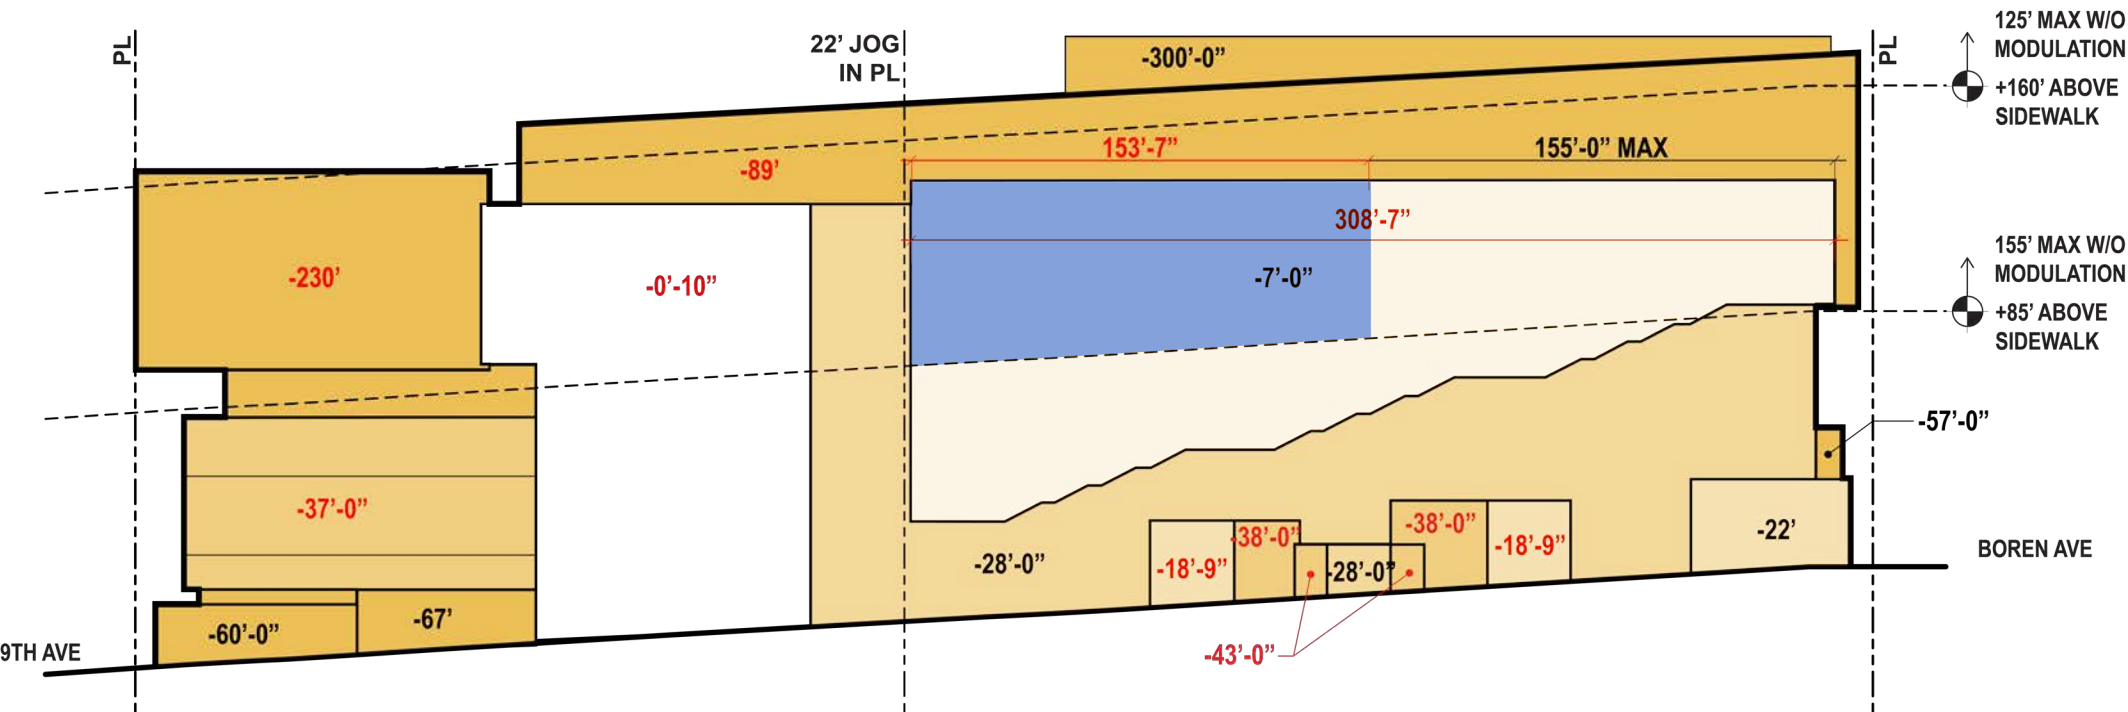 PL
22’ JOG
IN PL
-300’-0”
PL
125’ MAX W/O
MODULATION
+160’ ABOVE
SIDEWALK
-89’
153’-7”
155’-0” MAX
308’-7”
-230’
-0’-10”
-7’-0”
155’ MAX W/O
MODULATION
+85’ ABOVE
SIDEWALK
-57’-0”
-37’-0”
-28’-0”
-18’-9”
-38’-0”
-28’-0”
-38’-0”
-18’-9”
-22’
BOREN AVE
-60’-0”
-67’
9TH AVE
-43’-0”